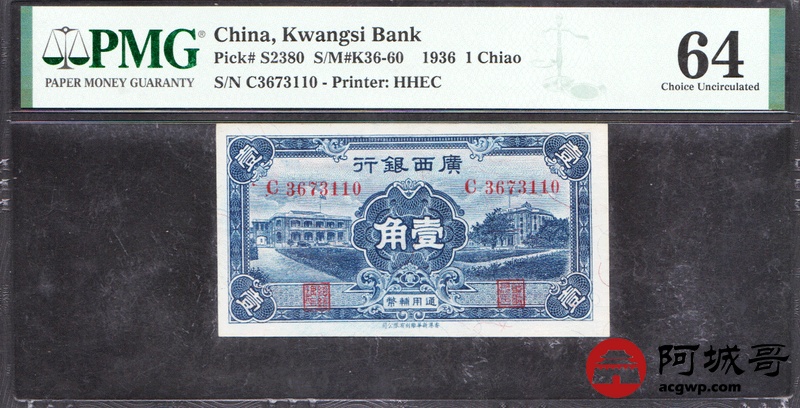 PMG®
PAPER MONEY GUARANTY
China, Kwangsi Bank
Pick# S2380 S/M#K36-60 1936 1 Chiao
S/N C3673110 - Printer: HHEC
64
Choice Uncirculated
壹 壹
行銀西廣
C 3673110 C 3673110
角壹
幣輔用通
壹 壹
阿城哥
acgwp.com